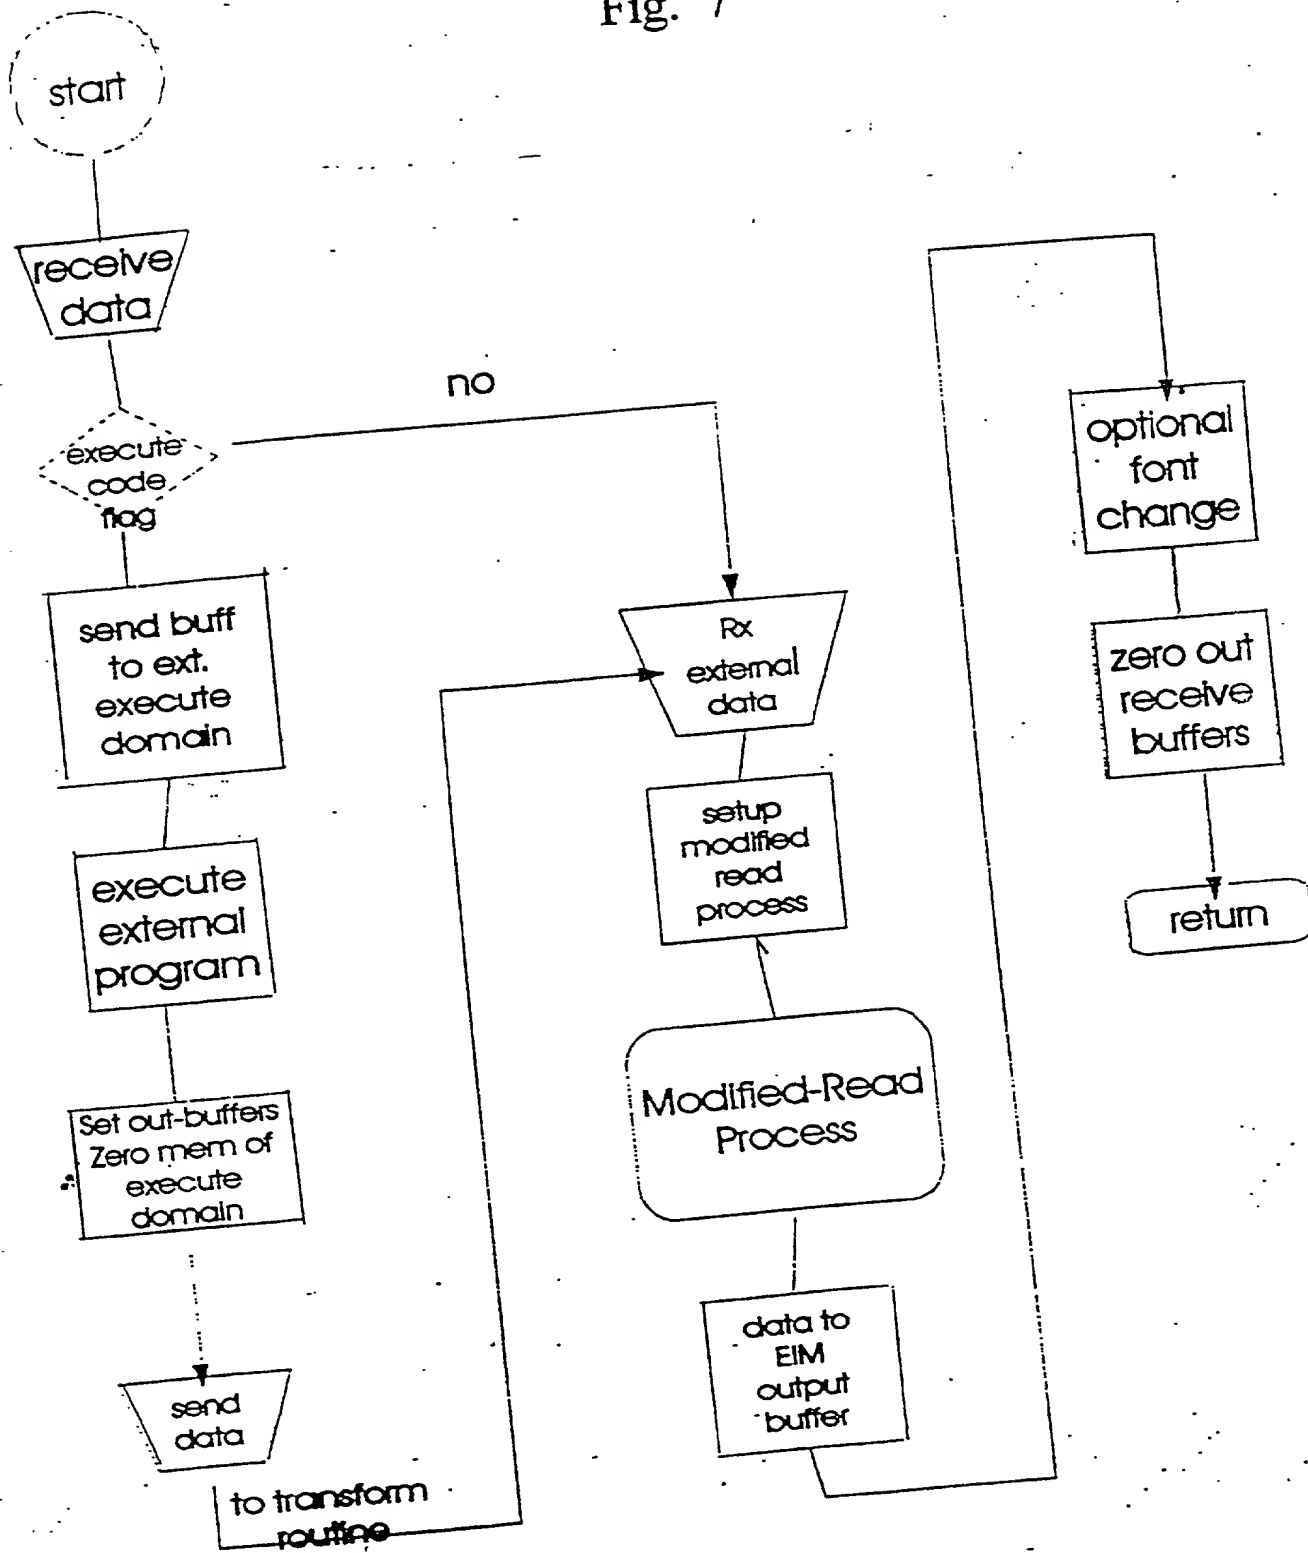 Fig. 7
start
receive
data
execute
code
flag
no
send buff
to ext.
execute
domain
execute
external
program
Set out-buffers
Zero mem of
execute
domain
send
data
to transform
routine
Rx
external
data
setup
modified
read
process
Modified-Read
Process
data to
EIM
output
buffer
optional
font
change
zero out
receive
buffers
return